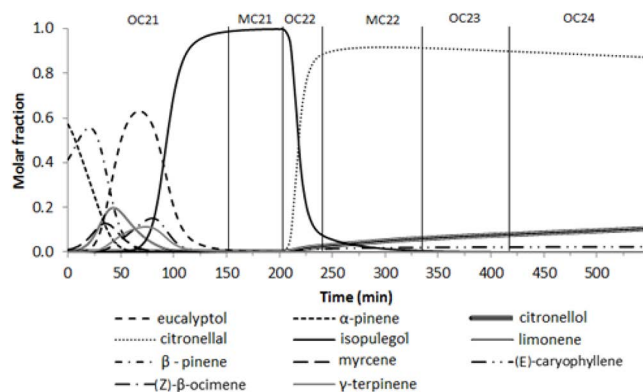 OC21 MC21 OC22 MC22 OC23 OC24
1.0
0.8
0.6
0.4
0.2
0.0
Molar fraction
0 50 100 150 200 250 300 350 400 450 500
Time (min)
eucalyptol α-pinene citronellol
citronellal isopulegol limonene
β - pinene myrcene (E)-caryophyllene
(Z)-β-ocimene γ-terpinene